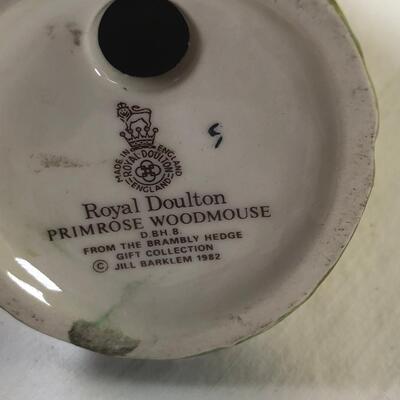 MADE IN ENGLAND
ROYAL DOULTON
ENGLAND
Royal Doulton
PRIMROSE WOODMOUSE
D.BH.8.
FROM THE BRAMBLY HEDGE
GIFT COLLECTION
© JILL BARKLEM 1982